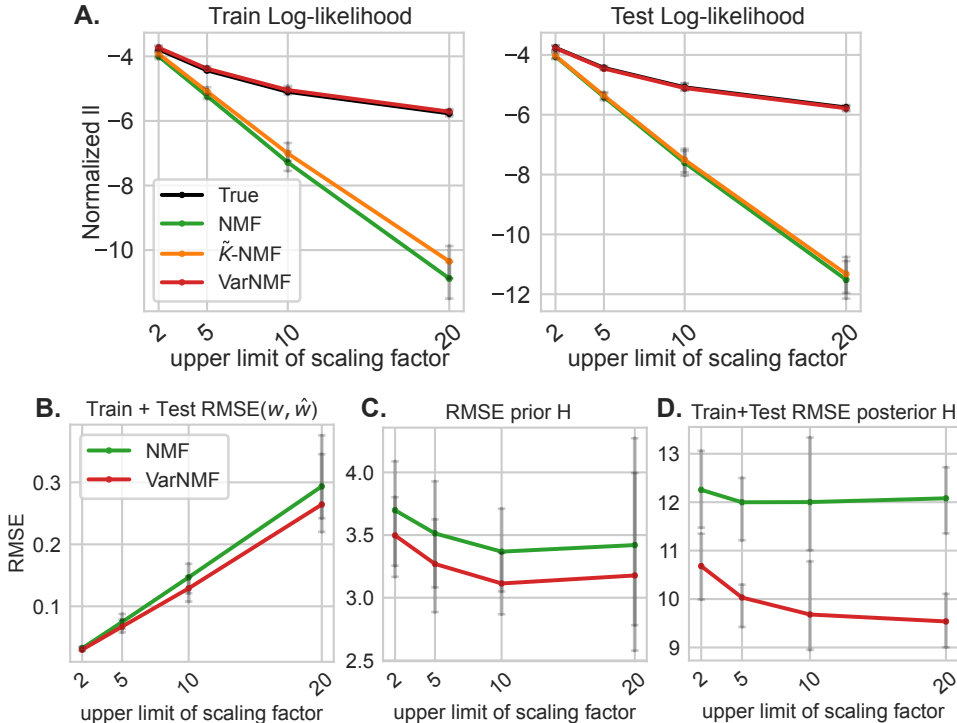 A.
Train Log-likelihood
Test Log-likelihood
Normalized ll
−4
−6
−8
−10
True
NMF
K̃-NMF
VarNMF
2
5
10
20
upper limit of scaling factor
−4
−6
−8
−10
−12
2
5
10
20
upper limit of scaling factor
B.
Train + Test RMSE(w, ŵ)
RMSE
0.3
0.2
0.1
NMF
VarNMF
2
5
10
20
upper limit of scaling factor
C.
RMSE prior H
4.0
3.5
3.0
2.5
2
5
10
20
upper limit of scaling factor
D.
Train+Test RMSE posterior H
13
12
11
10
9
2
5
10
20
upper limit of scaling factor